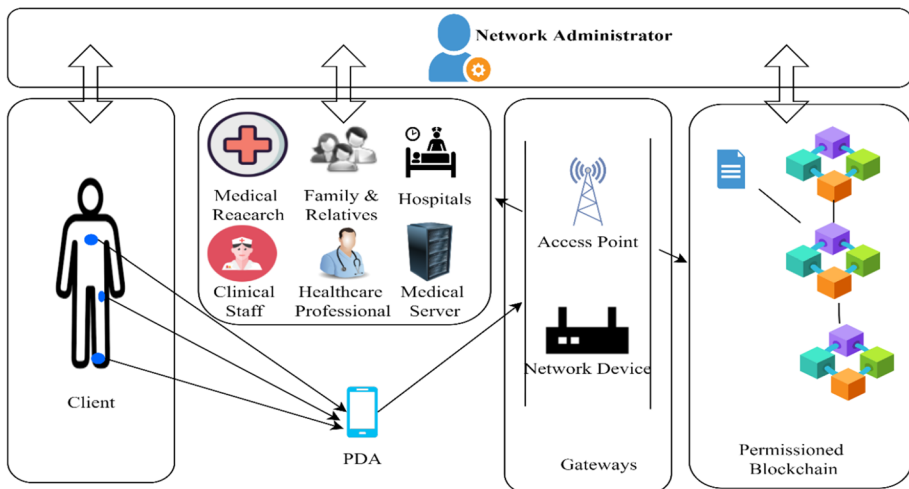 Network Administrator
Medical
Reaearch
Family &
Relatives
Hospitals
Clinical
Staff
Healthcare
Professional
Medical
Server
Client
PDA
Access Point
Network Device
Gateways
Permissioned
Blockchain